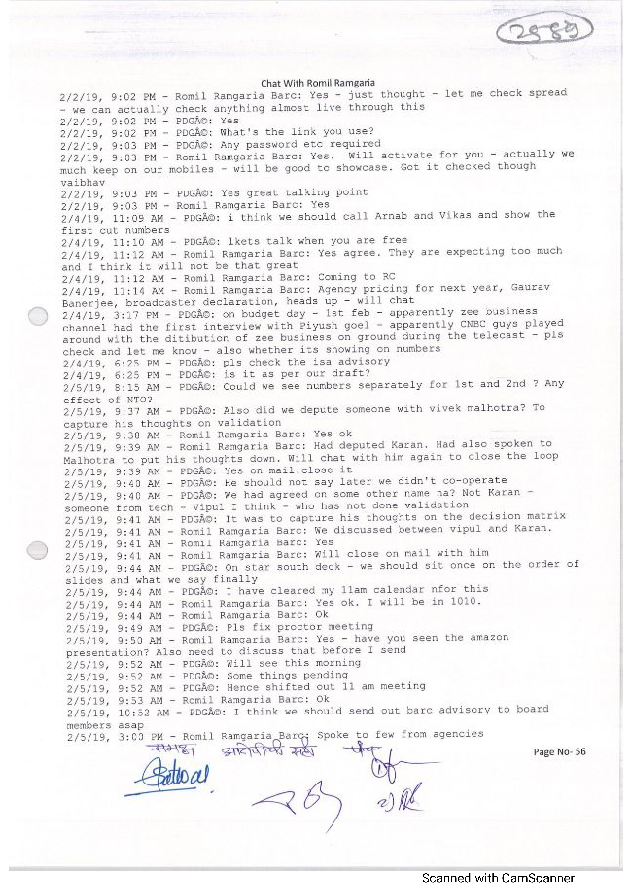 2989
Chat With Romil Ramgaria
2/2/19, 9:02 PM - Romil Ramgaria Barc: Yes - just thought - let me check spread
- we can actually check anything almost live through this
2/2/19, 9:02 PM - PDGÃ©: Yes
2/2/19, 9:02 PM - PDGÃ©: What's the link you use?
2/2/19, 9:03 PM - PDGÃ©: Any password etc required
2/2/19, 9:03 PM - Romil Ramgaria Barc: Yes.  Will activate for you - actually we
much keep on our mobiles - will be good to showcase. Got it checked though
vaibhav
2/2/19, 9:03 PM - PDGÃ©: Yes great talking point
2/2/19, 9:03 PM - Romil Ramgaria Barc: Yes
2/4/19, 11:09 AM - PDGÃ©: i think we should call Arnab and Vikas and show the
first cut numbers
2/4/19, 11:10 AM - PDGÃ©: lkets talk when you are free
2/4/19, 11:12 AM - Romil Ramgaria Barc: Yes agree. They are expecting too much
and I think it will not be that great
2/4/19, 11:12 AM - Romil Ramgaria Barc: Coming to RC
2/4/19, 11:14 AM - Romil Ramgaria Barc: Agency pricing for next year, Gaurav
Banerjee, broadcaster declaration, heads up - will chat
2/4/19, 3:17 PM - PDGÃ©: on budget day - 1st feb - apparently zee business
channel had the first interview with Piyush goel - apparently CNBC guys played
around with the ditibution of zee business on ground during the telecast - pls
check and let me know - also whether its showing on numbers
2/4/19, 6:25 PM - PDGÃ©: pls check the isa advisory
2/4/19, 6:25 PM - PDGÃ©: is it as per our draft?
2/5/19, 8:15 AM - PDGÃ©: Could we see numbers separately for 1st and 2nd ? Any
effect of NTO?
2/5/19, 9:37 AM - PDGÃ©: Also did we depute someone with vivek malhotra? To
capture his thoughts on validation
2/5/19, 9:38 AM - Romil Ramgaria Barc: Yes ok
2/5/19, 9:39 AM - Romil Ramgaria Barc: Had deputed Karan. Had also spoken to
Malhotra to put his thoughts down. Will chat with him again to close the loop
2/5/19, 9:39 AM - PDGÃ©: Yes on mail close it
2/5/19, 9:40 AM - PDGÃ©: He should not say later we didn't co-operate
2/5/19, 9:40 AM - PDGÃ©: We had agreed on some other name na? Not Karan -
someone from tech - vipul I think - who has not done validation
2/5/19, 9:41 AM - PDGÃ©: It was to capture his thoughts on the decision matrix
2/5/19, 9:41 AM - Romil Ramgaria Barc: We discussed between vipul and Karan.
2/5/19, 9:41 AM - Romil Ramgaria Barc: Yes
2/5/19, 9:41 AM - Romil Ramgaria Barc: Will close on mail with him
2/5/19, 9:44 AM - PDGÃ©: On star south deck - we should sit once on the order of
slides and what we say finally
2/5/19, 9:44 AM - PDGÃ©: I have cleared my 11am calendar nfor this
2/5/19, 9:44 AM - Romil Ramgaria Barc: Yes ok. I will be in 1010.
2/5/19, 9:44 AM - Romil Ramgaria Barc: Ok
2/5/19, 9:49 AM - PDGÃ©: Pls fix proctor meeting
2/5/19, 9:50 AM - Romil Ramgaria Barc: Yes - have you seen the amazon
presentation? Also need to discuss that before I send
2/5/19, 9:52 AM - PDGÃ©: Will see this morning
2/5/19, 9:52 AM - PDGÃ©: Some things pending
2/5/19, 9:52 AM - PDGÃ©: Hence shifted out 11 am meeting
2/5/19, 9:53 AM - Romil Ramgaria Barc: Ok
2/5/19, 10:52 AM - PDGÃ©: I think we should send out barc advisory to board
members asap
2/5/19, 3:00 PM - Romil Ramgaria Barc: Spoke to few from agencies
Page No- 56
Scanned with CamScanner